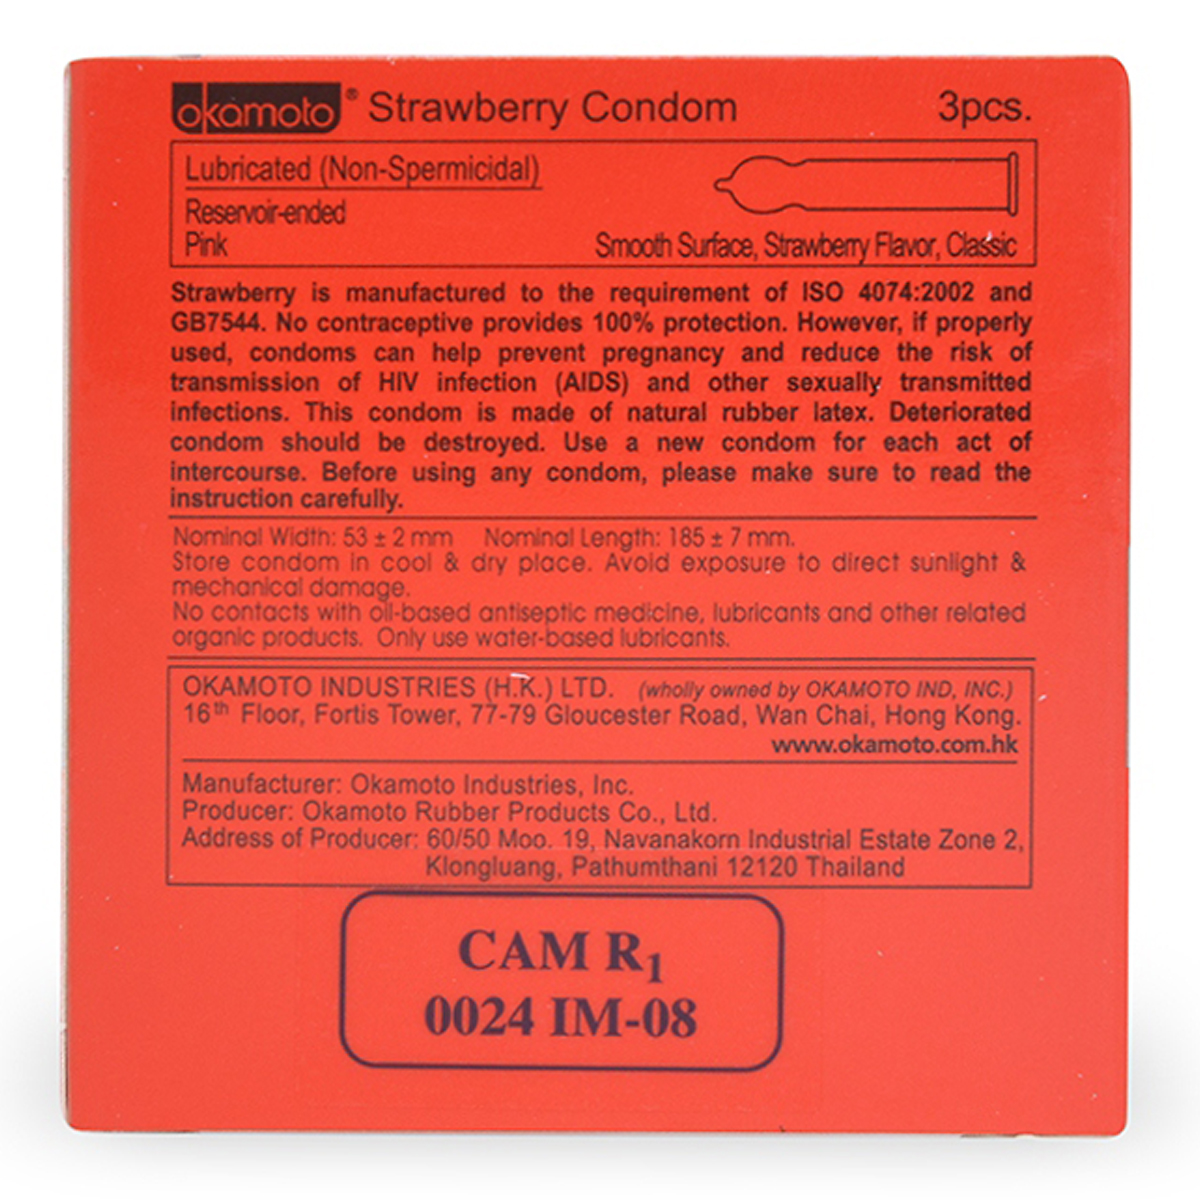 okamoto® Strawberry Condom 3pcs.
Lubricated (Non-Spermicidal)
Reservoir-ended
Pink Smooth Surface, Strawberry Flavor, Classic
Strawberry is manufactured to the requirement of ISO 4074:2002 and
GB7544. No contraceptive provides 100% protection. However, if properly
used, condoms can help prevent pregnancy and reduce the risk of
transmission of HIV infection (AIDS) and other sexually transmitted
infections. This condom is made of natural rubber latex. Deteriorated
condom should be destroyed. Use a new condom for each act of
intercourse. Before using any condom, please make sure to read the
instruction carefully.
Nominal Width: 53 ± 2 mm Nominal Length: 185 ± 7 mm.
Store condom in cool & dry place. Avoid exposure to direct sunlight &
mechanical damage.
No contacts with oil-based antiseptic medicine, lubricants and other related
organic products. Only use water-based lubricants.
OKAMOTO INDUSTRIES (H.K.) LTD. (wholly owned by OKAMOTO IND, INC.)
16th Floor, Fortis Tower, 77-79 Gloucester Road, Wan Chai, Hong Kong.
www.okamoto.com.hk
Manufacturer: Okamoto Industries, Inc.
Producer: Okamoto Rubber Products Co., Ltd.
Address of Producer: 60/50 Moo. 19, Navanakorn Industrial Estate Zone 2,
Klongluang, Pathumthani 12120 Thailand
CAM R1
0024 IM-08